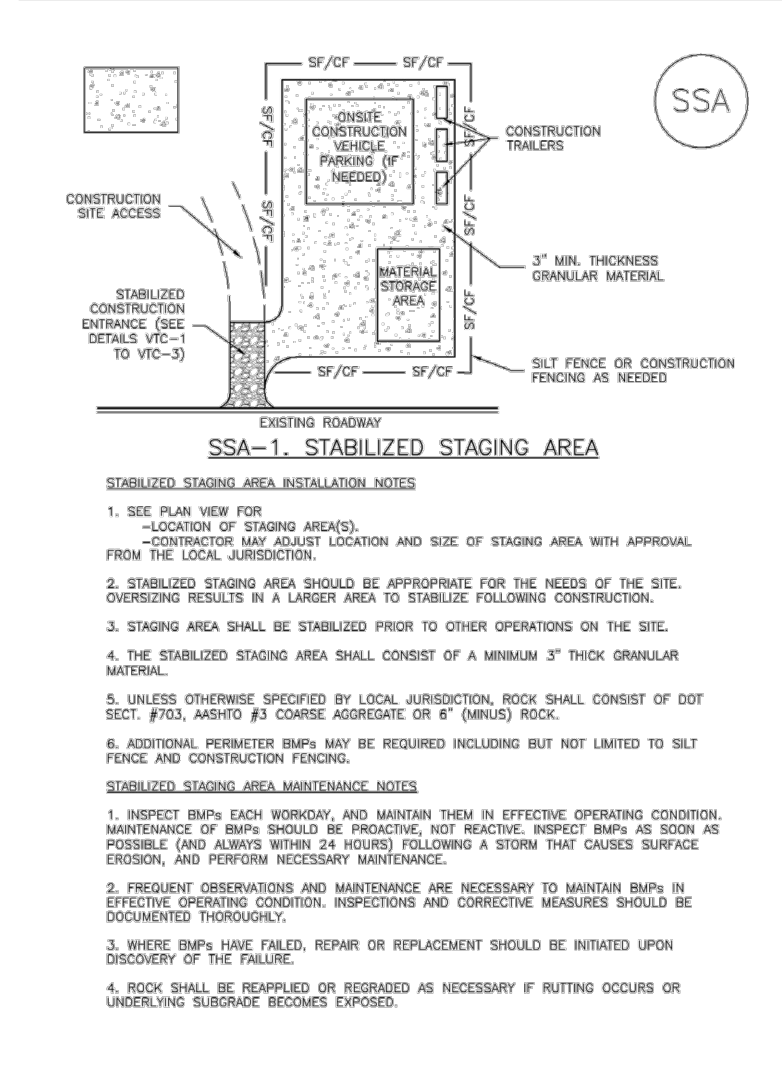 SF/CF SF/CF
SSA
SF/CF
SF/CF
ONSITE
CONSTRUCTION
VEHICLE
PARKING (IF
NEEDED)
CONSTRUCTION
TRAILERS
CONSTRUCTION
SITE ACCESS
SF/CF
SF/CF
3" MIN. THICKNESS
GRANULAR MATERIAL
MATERIAL
STORAGE
AREA
STABILIZED
CONSTRUCTION
ENTRANCE (SEE
DETAILS VTC-1
TO VTC-3)
SF/CF
SILT FENCE OR CONSTRUCTION
FENCING AS NEEDED
SF/CF SF/CF
EXISTING ROADWAY
SSA-1. STABILIZED STAGING AREA
STABILIZED STAGING AREA INSTALLATION NOTES
1. SEE PLAN VIEW FOR
-LOCATION OF STAGING AREA(S).
-CONTRACTOR MAY ADJUST LOCATION AND SIZE OF STAGING AREA WITH APPROVAL
FROM THE LOCAL JURISDICTION.
2. STABILIZED STAGING AREA SHOULD BE APPROPRIATE FOR THE NEEDS OF THE SITE.
OVERSIZING RESULTS IN A LARGER AREA TO STABILIZE FOLLOWING CONSTRUCTION.
3. STAGING AREA SHALL BE STABILIZED PRIOR TO OTHER OPERATIONS ON THE SITE.
4. THE STABILIZED STAGING AREA SHALL CONSIST OF A MINIMUM 3" THICK GRANULAR
MATERIAL.
5. UNLESS OTHERWISE SPECIFIED BY LOCAL JURISDICTION, ROCK SHALL CONSIST OF DOT
SECT. #703, AASHTO #3 COARSE AGGREGATE OR 6" (MINUS) ROCK.
6. ADDITIONAL PERIMETER BMPs MAY BE REQUIRED INCLUDING BUT NOT LIMITED TO SILT
FENCE AND CONSTRUCTION FENCING.
STABILIZED STAGING AREA MAINTENANCE NOTES
1. INSPECT BMPs EACH WORKDAY, AND MAINTAIN THEM IN EFFECTIVE OPERATING CONDITION.
MAINTENANCE OF BMPs SHOULD BE PROACTIVE, NOT REACTIVE. INSPECT BMPs AS SOON AS
POSSIBLE (AND ALWAYS WITHIN 24 HOURS) FOLLOWING A STORM THAT CAUSES SURFACE
EROSION, AND PERFORM NECESSARY MAINTENANCE.
2. FREQUENT OBSERVATIONS AND MAINTENANCE ARE NECESSARY TO MAINTAIN BMPs IN
EFFECTIVE OPERATING CONDITION. INSPECTIONS AND CORRECTIVE MEASURES SHOULD BE
DOCUMENTED THOROUGHLY.
3. WHERE BMPs HAVE FAILED, REPAIR OR REPLACEMENT SHOULD BE INITIATED UPON
DISCOVERY OF THE FAILURE.
4. ROCK SHALL BE REAPPLIED OR REGRADED AS NECESSARY IF RUTTING OCCURS OR
UNDERLYING SUBGRADE BECOMES EXPOSED.